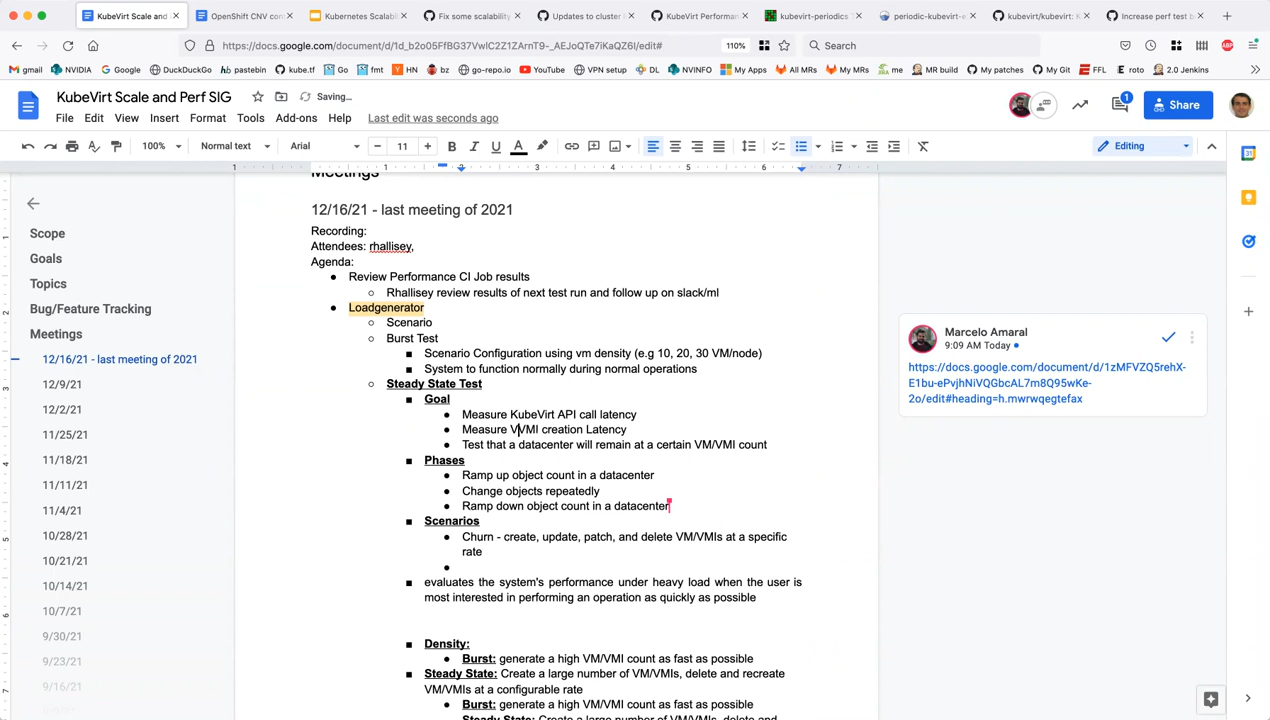 KubeVirt Scale and
OpenShift CNV con
Kubernetes Scalabi
Fix some scalability
Updates to cluster
KubeVirt Performan
kubevirt-periodics T
periodic-kubevirt-e
kubevirt/kubevirt: K
Increase perf test b
https://docs.google.com/document/d/1d_b2o05FfBG37VwlC2Z1ZArnT9-_AEJoQTe7iKaQZ6I/edit#
110%
Search
gmail
NVIDIA
Google
DuckDuckGo
hb pastebin
kube.tf
Go
fmt
HN
bz
go-repo.io
YouTube
VPN setup
DL
NVINFO
My Apps
All MRs
My MRs
me
MR build
My patches
My Git
FFL
roto
2.0 Jenkins
KubeVirt Scale and Perf SIG
Saving…
File Edit View Insert Format Tools Add-ons Help
Last edit was seconds ago
1
Share
100%
Normal text
Arial
11
Editing
Scope
Goals
Topics
Bug/Feature Tracking
Meetings
12/16/21 - last meeting of 2021
12/9/21
12/2/21
11/25/21
11/18/21
11/11/21
11/4/21
10/28/21
10/21/21
10/14/21
10/7/21
9/30/21
9/23/21
9/16/21
Meetings
12/16/21 - last meeting of 2021
Recording:
Attendees: rhallisey,
Agenda:
Review Performance CI Job results
Rhallisey review results of next test run and follow up on slack/ml
Loadgenerator
Scenario
Burst Test
Scenario Configuration using vm density (e.g 10, 20, 30 VM/node)
System to function normally during normal operations
Steady State Test
Goal
Measure KubeVirt API call latency
Measure VVMI creation Latency
Test that a datacenter will remain at a certain VM/VMI count
Phases
Ramp up object count in a datacenter
Change objects repeatedly
Ramp down object count in a datacenter
Scenarios
Churn - create, update, patch, and delete VM/VMIs at a specific
rate
evaluates the system's performance under heavy load when the user is
most interested in performing an operation as quickly as possible
Density:
Burst: generate a high VM/VMI count as fast as possible
Steady State: Create a large number of VM/VMIs, delete and recreate
VM/VMIs at a configurable rate
Burst: generate a high VM/VMI count as fast as possible
Steady State: Create a large number of VM/VMIs, delete and
Marcelo Amaral
9:09 AM Today
https://docs.google.com/document/d/1zMFVZQ5rehX-
E1bu-ePvjhNiVQGbcAL7m8Q95wKe-
2o/edit#heading=h.mwrwqegtefax